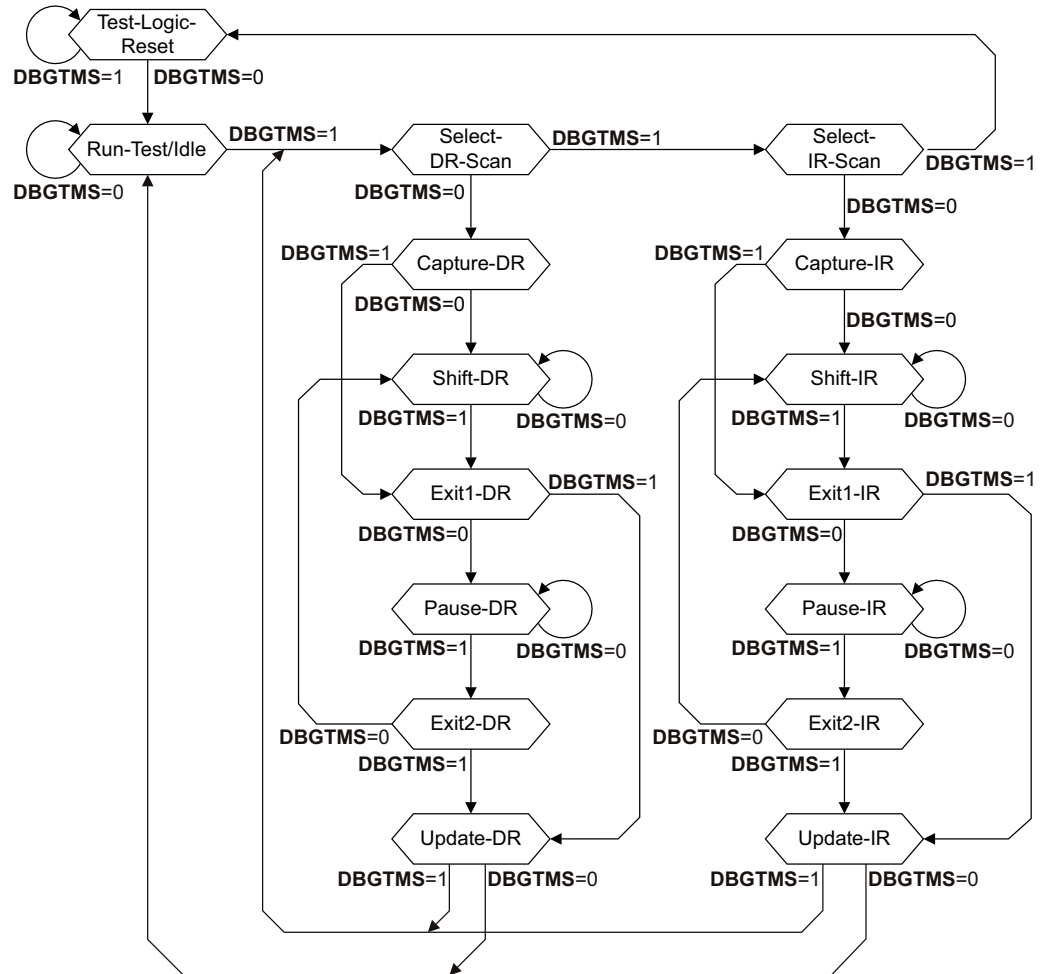 Test-Logic-
Reset
DBGTMS=1
DBGTMS=0
Run-Test/Idle
DBGTMS=0
DBGTMS=1
Select-
DR-Scan
DBGTMS=1
Select-
IR-Scan
DBGTMS=1
DBGTMS=0
DBGTMS=0
DBGTMS=1
Capture-DR
DBGTMS=0
DBGTMS=1
Capture-IR
DBGTMS=0
Shift-DR
DBGTMS=1
DBGTMS=0
Shift-IR
DBGTMS=1
DBGTMS=0
Exit1-DR
DBGTMS=1
DBGTMS=0
Exit1-IR
DBGTMS=1
DBGTMS=0
Pause-DR
DBGTMS=1
DBGTMS=0
Pause-IR
DBGTMS=1
DBGTMS=0
Exit2-DR
DBGTMS=0
DBGTMS=1
Exit2-IR
DBGTMS=0
DBGTMS=1
Update-DR
DBGTMS=1
DBGTMS=0
Update-IR
DBGTMS=1
DBGTMS=0